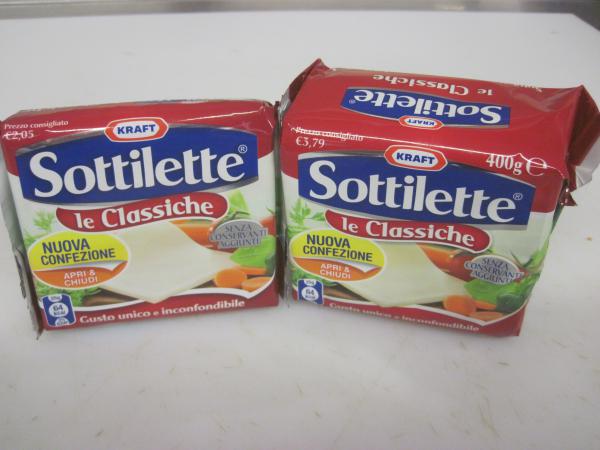 Prezzo consigliato
€2,05
KRAFT
Sottilette®
le Classiche
NUOVA
CONFEZIONE
APRI &
CHIUDI
SENZA
CONSERVANTI
AGGIUNTI
64
Gusto unico e inconfondibile
le Classiche
Sottilette®
KRAFT
Prezzo consigliato
€3,79
400g e
KRAFT
Sottilette®
le Classiche
NUOVA
CONFEZIONE
APRI &
CHIUDI
SENZA
CONSERVANTI
AGGIUNTI
64
Gusto unico e inconfondibile